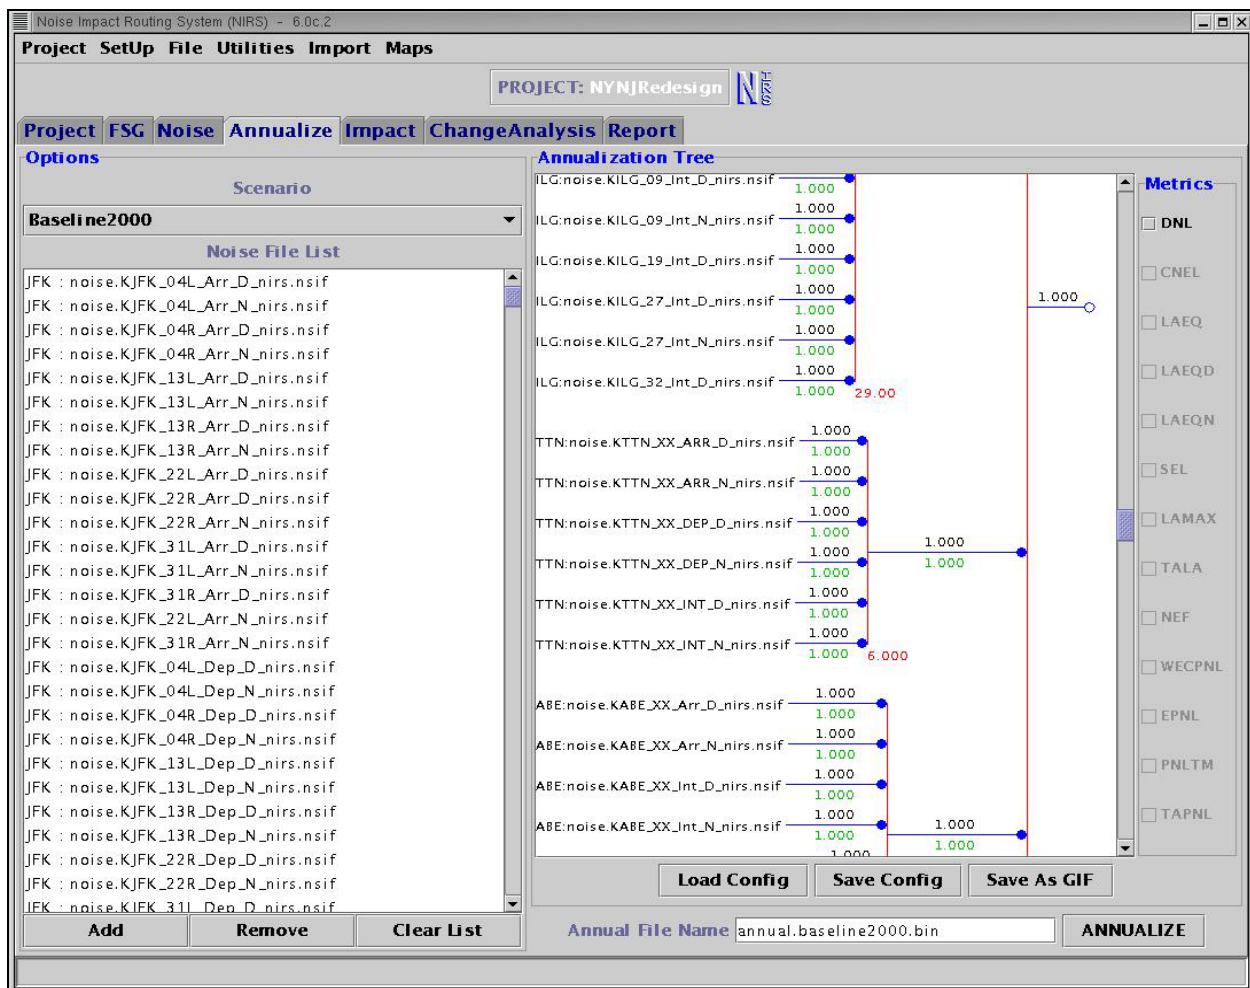 Noise Impact Routing System (NIRS) - 6.0c.2
Project SetUp File Utilities Import Maps
PROJECT: NYNJRedesign NIRS
Project FSG Noise Annualize Impact ChangeAnalysis Report
Options
Scenario
Baseline2000
Noise File List
JFK : noise.KJFK_04L_Arr_D_nirs.nsif
JFK : noise.KJFK_04L_Arr_N_nirs.nsif
JFK : noise.KJFK_04R_Arr_D_nirs.nsif
JFK : noise.KJFK_04R_Arr_N_nirs.nsif
JFK : noise.KJFK_13L_Arr_D_nirs.nsif
JFK : noise.KJFK_13L_Arr_N_nirs.nsif
JFK : noise.KJFK_13R_Arr_D_nirs.nsif
JFK : noise.KJFK_13R_Arr_N_nirs.nsif
JFK : noise.KJFK_22L_Arr_D_nirs.nsif
JFK : noise.KJFK_22R_Arr_D_nirs.nsif
JFK : noise.KJFK_22R_Arr_N_nirs.nsif
JFK : noise.KJFK_31L_Arr_D_nirs.nsif
JFK : noise.KJFK_31L_Arr_N_nirs.nsif
JFK : noise.KJFK_31R_Arr_D_nirs.nsif
JFK : noise.KJFK_22L_Arr_N_nirs.nsif
JFK : noise.KJFK_31R_Arr_N_nirs.nsif
JFK : noise.KJFK_04L_Dep_D_nirs.nsif
JFK : noise.KJFK_04L_Dep_N_nirs.nsif
JFK : noise.KJFK_04R_Dep_D_nirs.nsif
JFK : noise.KJFK_04R_Dep_N_nirs.nsif
JFK : noise.KJFK_13L_Dep_D_nirs.nsif
JFK : noise.KJFK_13L_Dep_N_nirs.nsif
JFK : noise.KJFK_13R_Dep_D_nirs.nsif
JFK : noise.KJFK_13R_Dep_N_nirs.nsif
JFK : noise.KJFK_22R_Dep_D_nirs.nsif
JFK : noise.KJFK_22R_Dep_N_nirs.nsif
JFK : noise.KJFK_31L_Dep_D_nirs.nsif
Add Remove Clear List
Annualization Tree
ILG:noise.KILG_09_Int_D_nirs.nsif
1.000
1.000
ILG:noise.KILG_09_Int_N_nirs.nsif
1.000
ILG:noise.KILG_19_Int_D_nirs.nsif
1.000
1.000
1.000
ILG:noise.KILG_27_Int_D_nirs.nsif
1.000
1.000
ILG:noise.KILG_27_Int_N_nirs.nsif
1.000
1.000
ILG:noise.KILG_32_Int_D_nirs.nsif
1.000 29.00
1.000
1.000
TTN:noise.KTTN_XX_ARR_D_nirs.nsif
1.000
1.000
TTN:noise.KTTN_XX_ARR_N_nirs.nsif
1.000
1.000
TTN:noise.KTTN_XX_DEP_D_nirs.nsif
1.000
1.000
TTN:noise.KTTN_XX_DEP_N_nirs.nsif
1.000
1.000
1.000
1.000
TTN:noise.KTTN_XX_INT_D_nirs.nsif
1.000
1.000
TTN:noise.KTTN_XX_INT_N_nirs.nsif
1.000 6.000
1.000
ABE:noise.KABE_XX_Arr_D_nirs.nsif
1.000
1.000
ABE:noise.KABE_XX_Arr_N_nirs.nsif
1.000
1.000
ABE:noise.KABE_XX_Int_D_nirs.nsif
1.000
1.000
ABE:noise.KABE_XX_Int_N_nirs.nsif
1.000
1.000
1.000
1.000
Metrics
DNL
CNEL
LAEQ
LAEQD
LAEQN
SEL
LAMAX
TALA
NEF
WECPNL
EPNL
PNLTM
TAPNL
Load Config Save Config Save As GIF
Annual File Name annual.baseline2000.bin ANNUALIZE